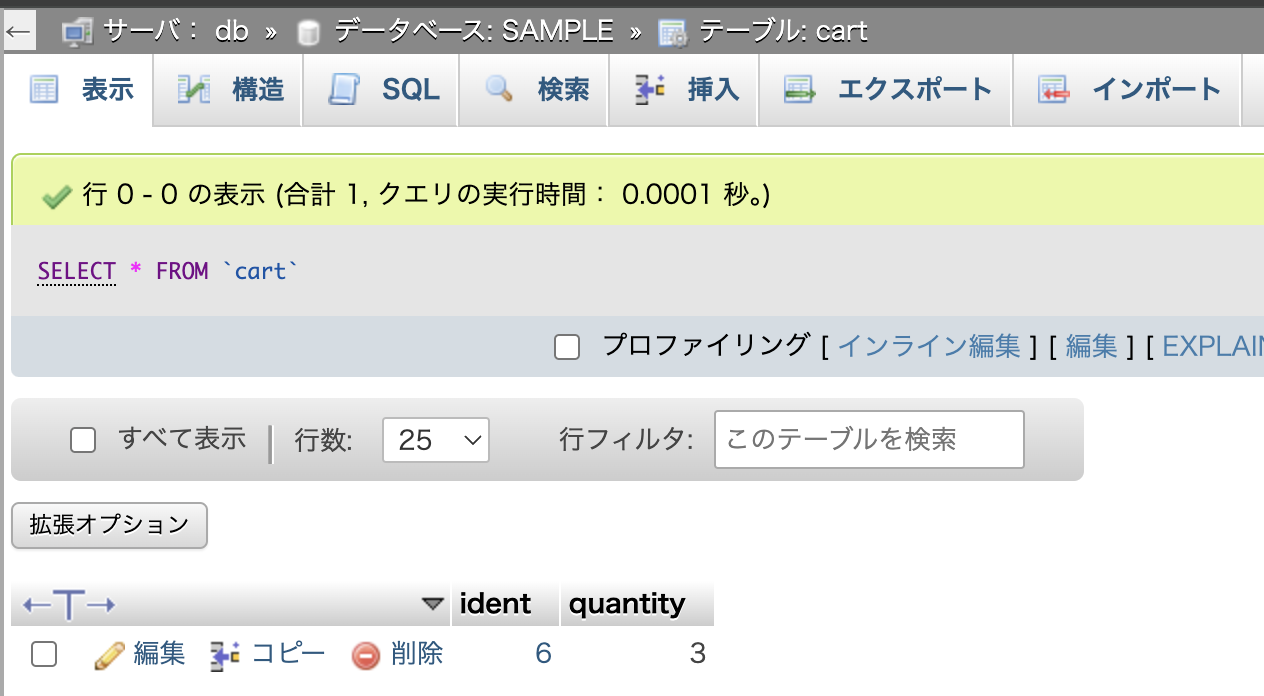 ← サーバ： db » データベース: SAMPLE » テーブル: cart
表示 構造 SQL 検索 挿入 エクスポート インポート
行 0 - 0 の表示 (合計 1, クエリの実行時間： 0.0001 秒。)
SELECT * FROM `cart`
プロファイリング [ インライン編集 ] [ 編集 ] [ EXPLAIN
すべて表示 行数: 25 行フィルタ: このテーブルを検索
拡張オプション
←T→ ident quantity
編集 コピー 削除 6 3